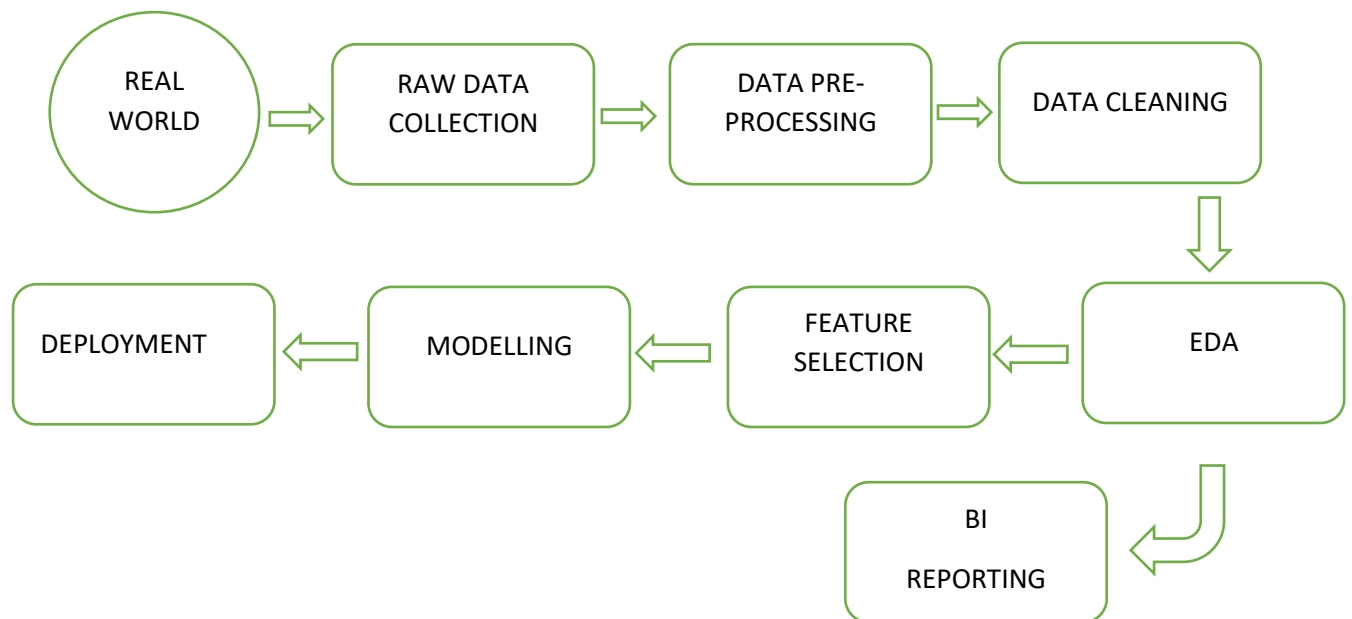 REAL
WORLD
RAW DATA
COLLECTION
DATA PRE-
PROCESSING
DATA CLEANING
DEPLOYMENT
MODELLING
FEATURE
SELECTION
EDA
BI
REPORTING